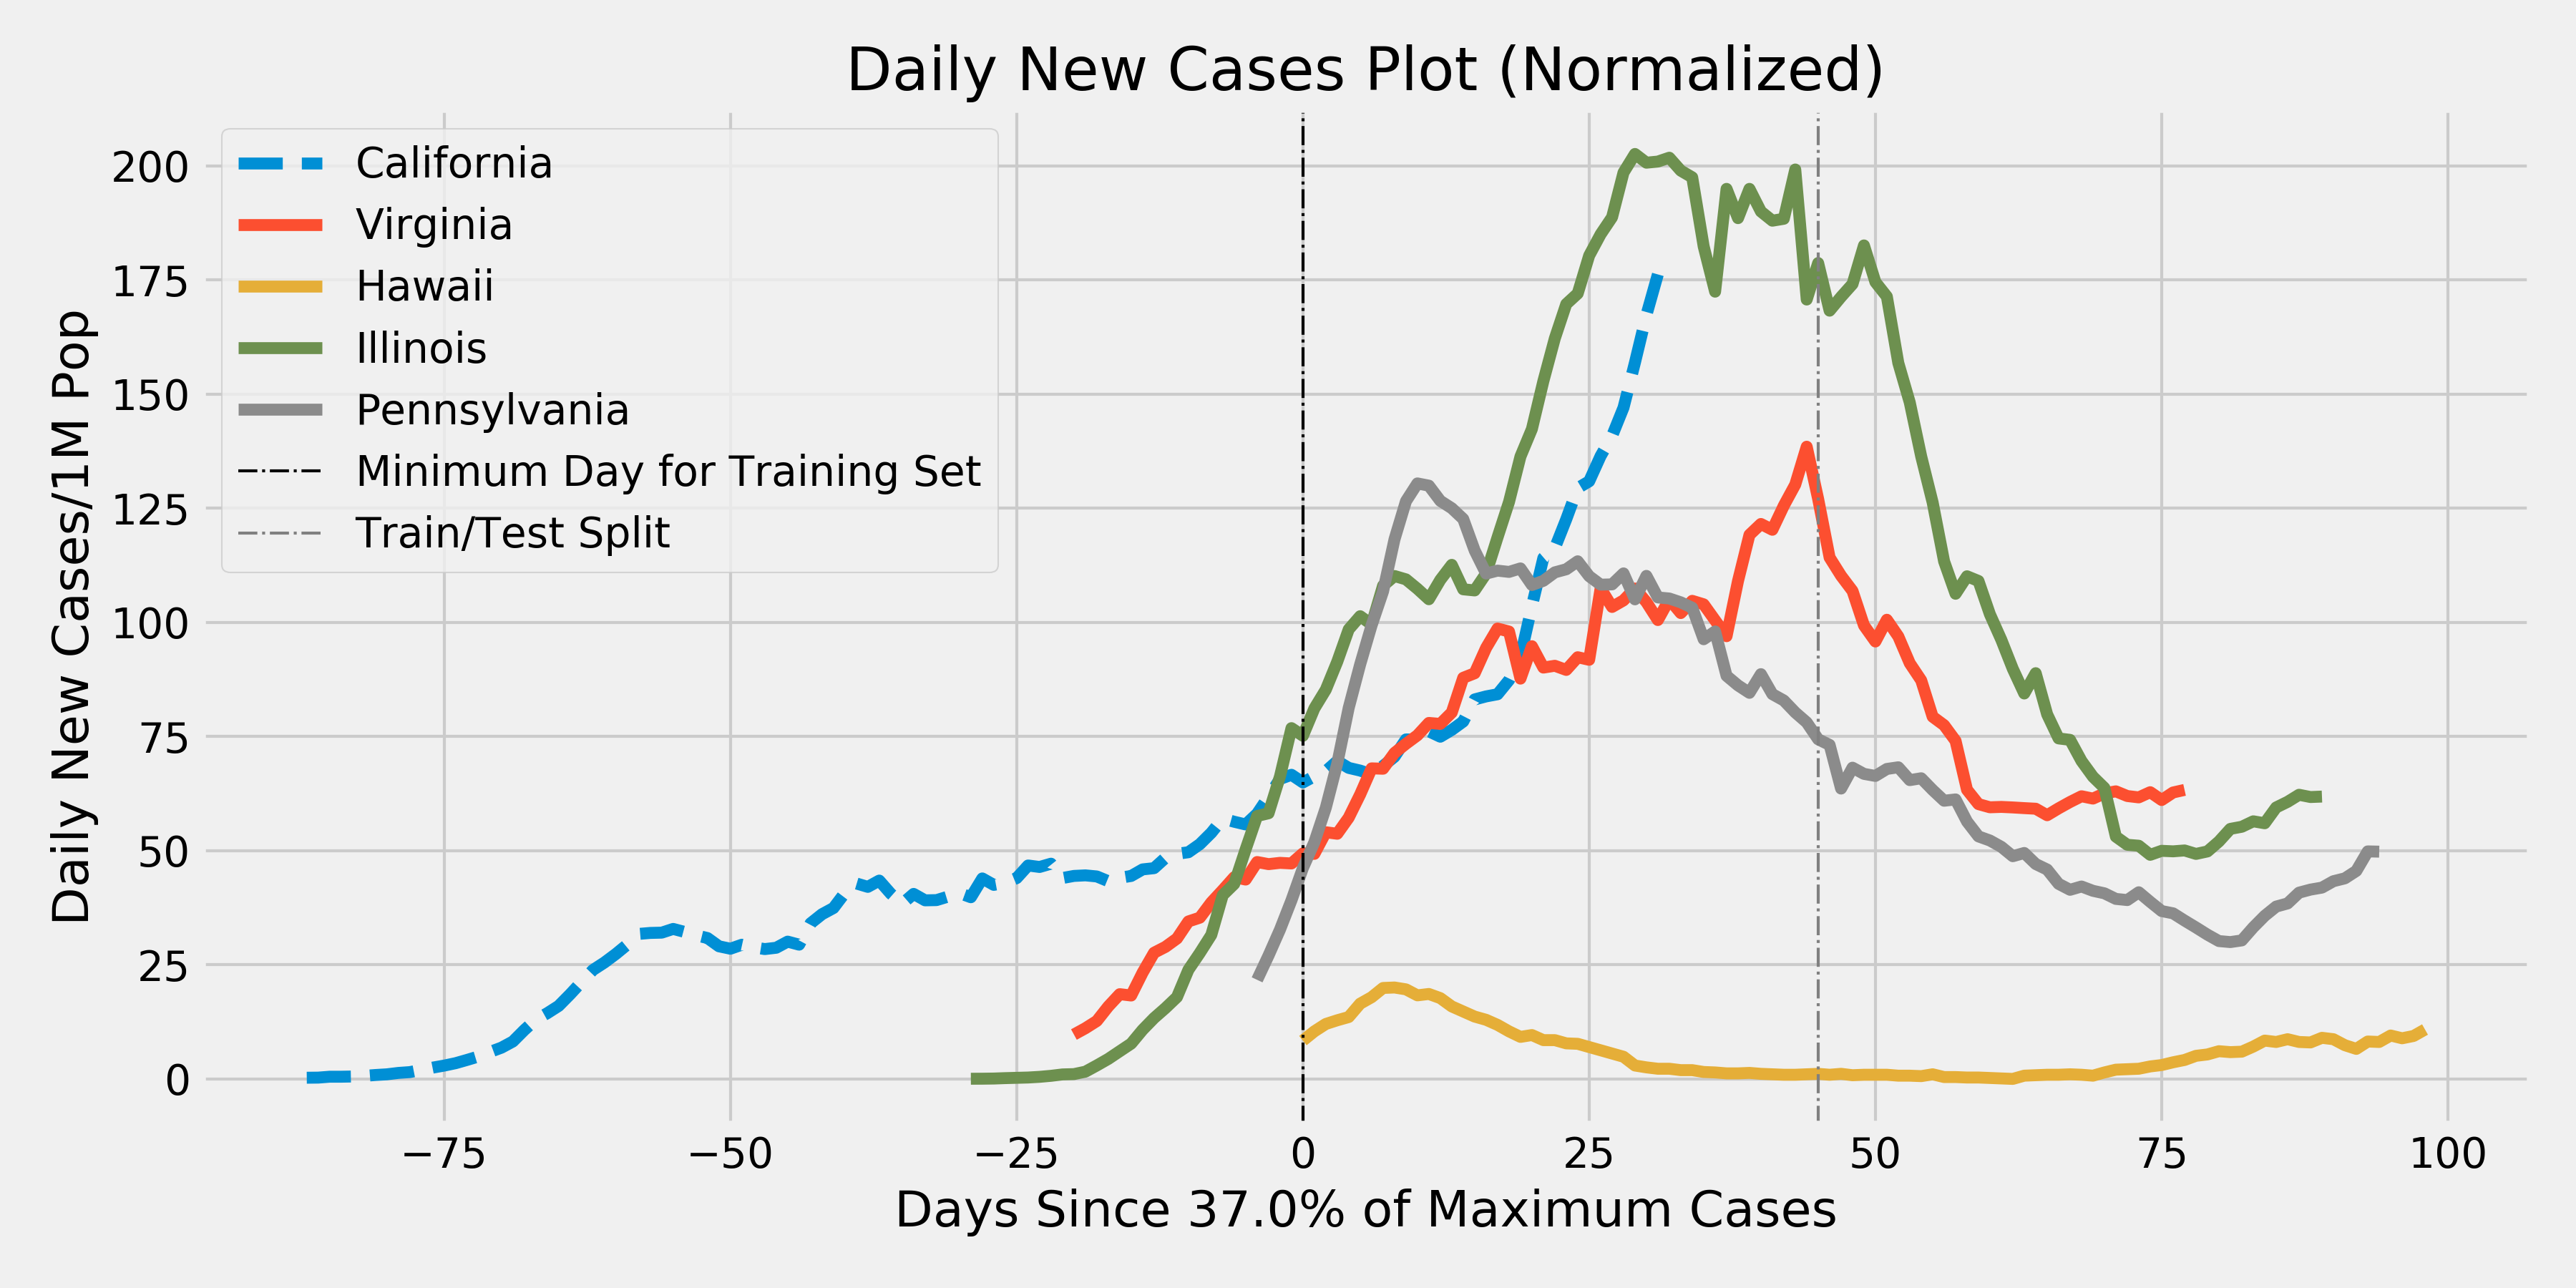 Daily New Cases Plot (Normalized)
California
Virginia
Hawaii
Illinois
Pennsylvania
Minimum Day for Training Set
Train/Test Split
Daily New Cases/1M Pop
200
175
150
125
100
75
50
25
0
−75
−50
−25
0
25
50
75
100
Days Since 37.0% of Maximum Cases